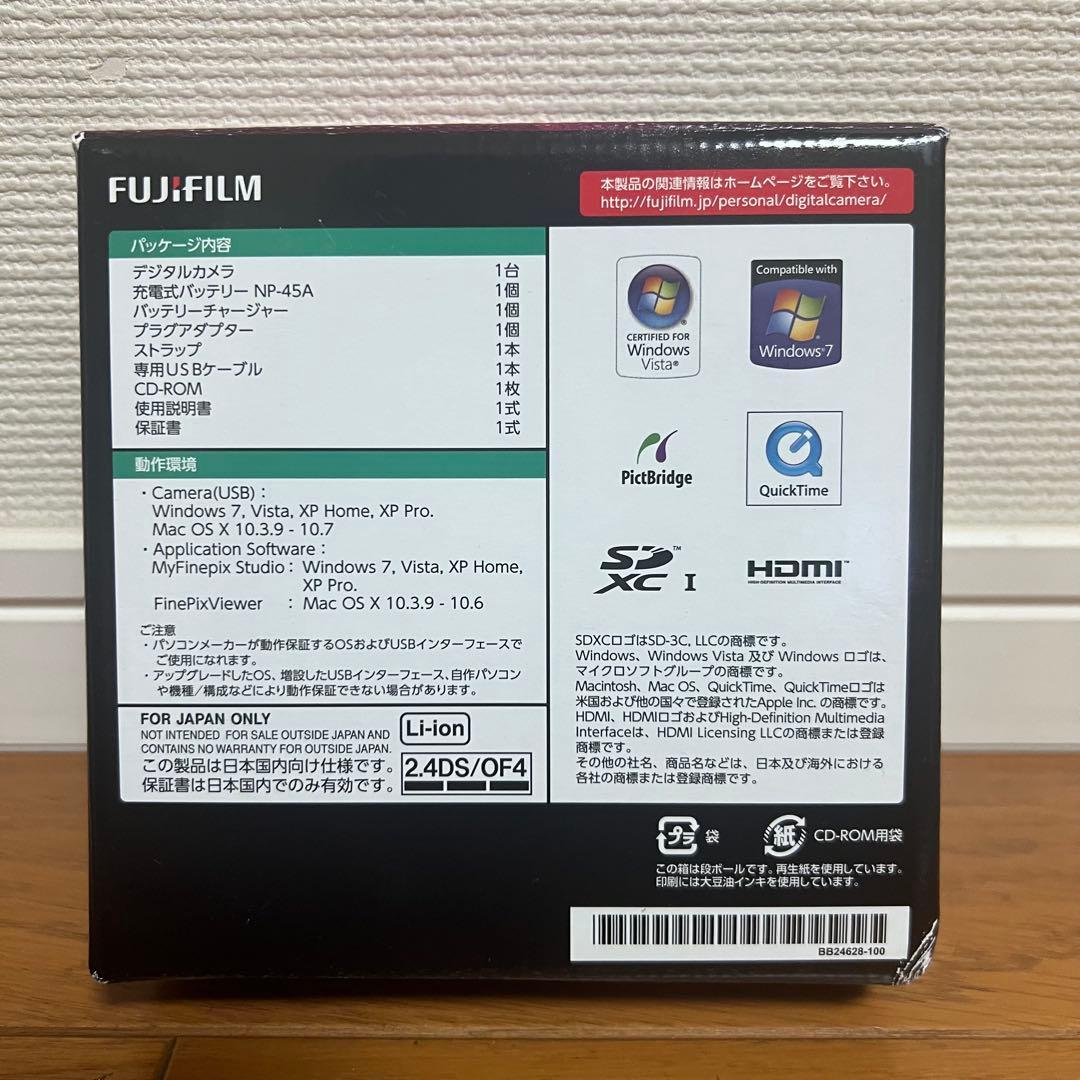 FUJIFILM
本製品の関連情報はホームページをご覧下さい。
http://fujifilm.jp/personal/digitalcamera/
パッケージ内容
デジタルカメラ 1台
充電式バッテリー NP-45A 1個
バッテリーチャージャー 1個
プラグアダプター 1個
ストラップ 1本
専用USBケーブル 1本
CD-ROM 1枚
使用説明書 1式
保証書 1式
動作環境
・Camera(USB)：
Windows 7, Vista, XP Home, XP Pro.
Mac OS X 10.3.9 - 10.7
・Application Software：
MyFinepix Studio： Windows 7, Vista, XP Home,
XP Pro.
FinePixViewer ： Mac OS X 10.3.9 - 10.6
ご注意
・パソコンメーカーが動作保証するOSおよびUSBインターフェースで
ご使用になれます。
・アップグレードしたOS、増設したUSBインターフェース、自作パソコン
や機種/構成などにより動作保証できない場合があります。
FOR JAPAN ONLY
NOT INTENDED FOR SALE OUTSIDE JAPAN AND
CONTAINS NO WARRANTY FOR OUTSIDE JAPAN.
この製品は日本国内向け仕様です。
保証書は日本国内でのみ有効です。
Li-ion
2.4DS/OF4
CERTIFIED FOR
Windows
Vista®
Compatible with
Windows®7
PictBridge
QuickTime
SD™
XC I
HDMI™
HIGH-DEFINITION MULTIMEDIA INTERFACE
SDXCロゴはSD-3C, LLCの商標です。
Windows、Windows Vista 及び Windows ロゴは、
マイクロソフトグループの商標です。
Macintosh、Mac OS、QuickTime、QuickTimeロゴは
米国および他の国々で登録されたApple Inc. の商標です。
HDMI、HDMIロゴおよびHigh-Definition Multimedia
Interfaceは、HDMI Licensing LLCの商標または登録
商標です。
その他の社名、商品名などは、日本及び海外における
各社の商標または登録商標です。
プラ 袋
紙 CD-ROM用袋
この箱は段ボールです。再生紙を使用しています。
印刷には大豆油インキを使用しています。
BB24628-100